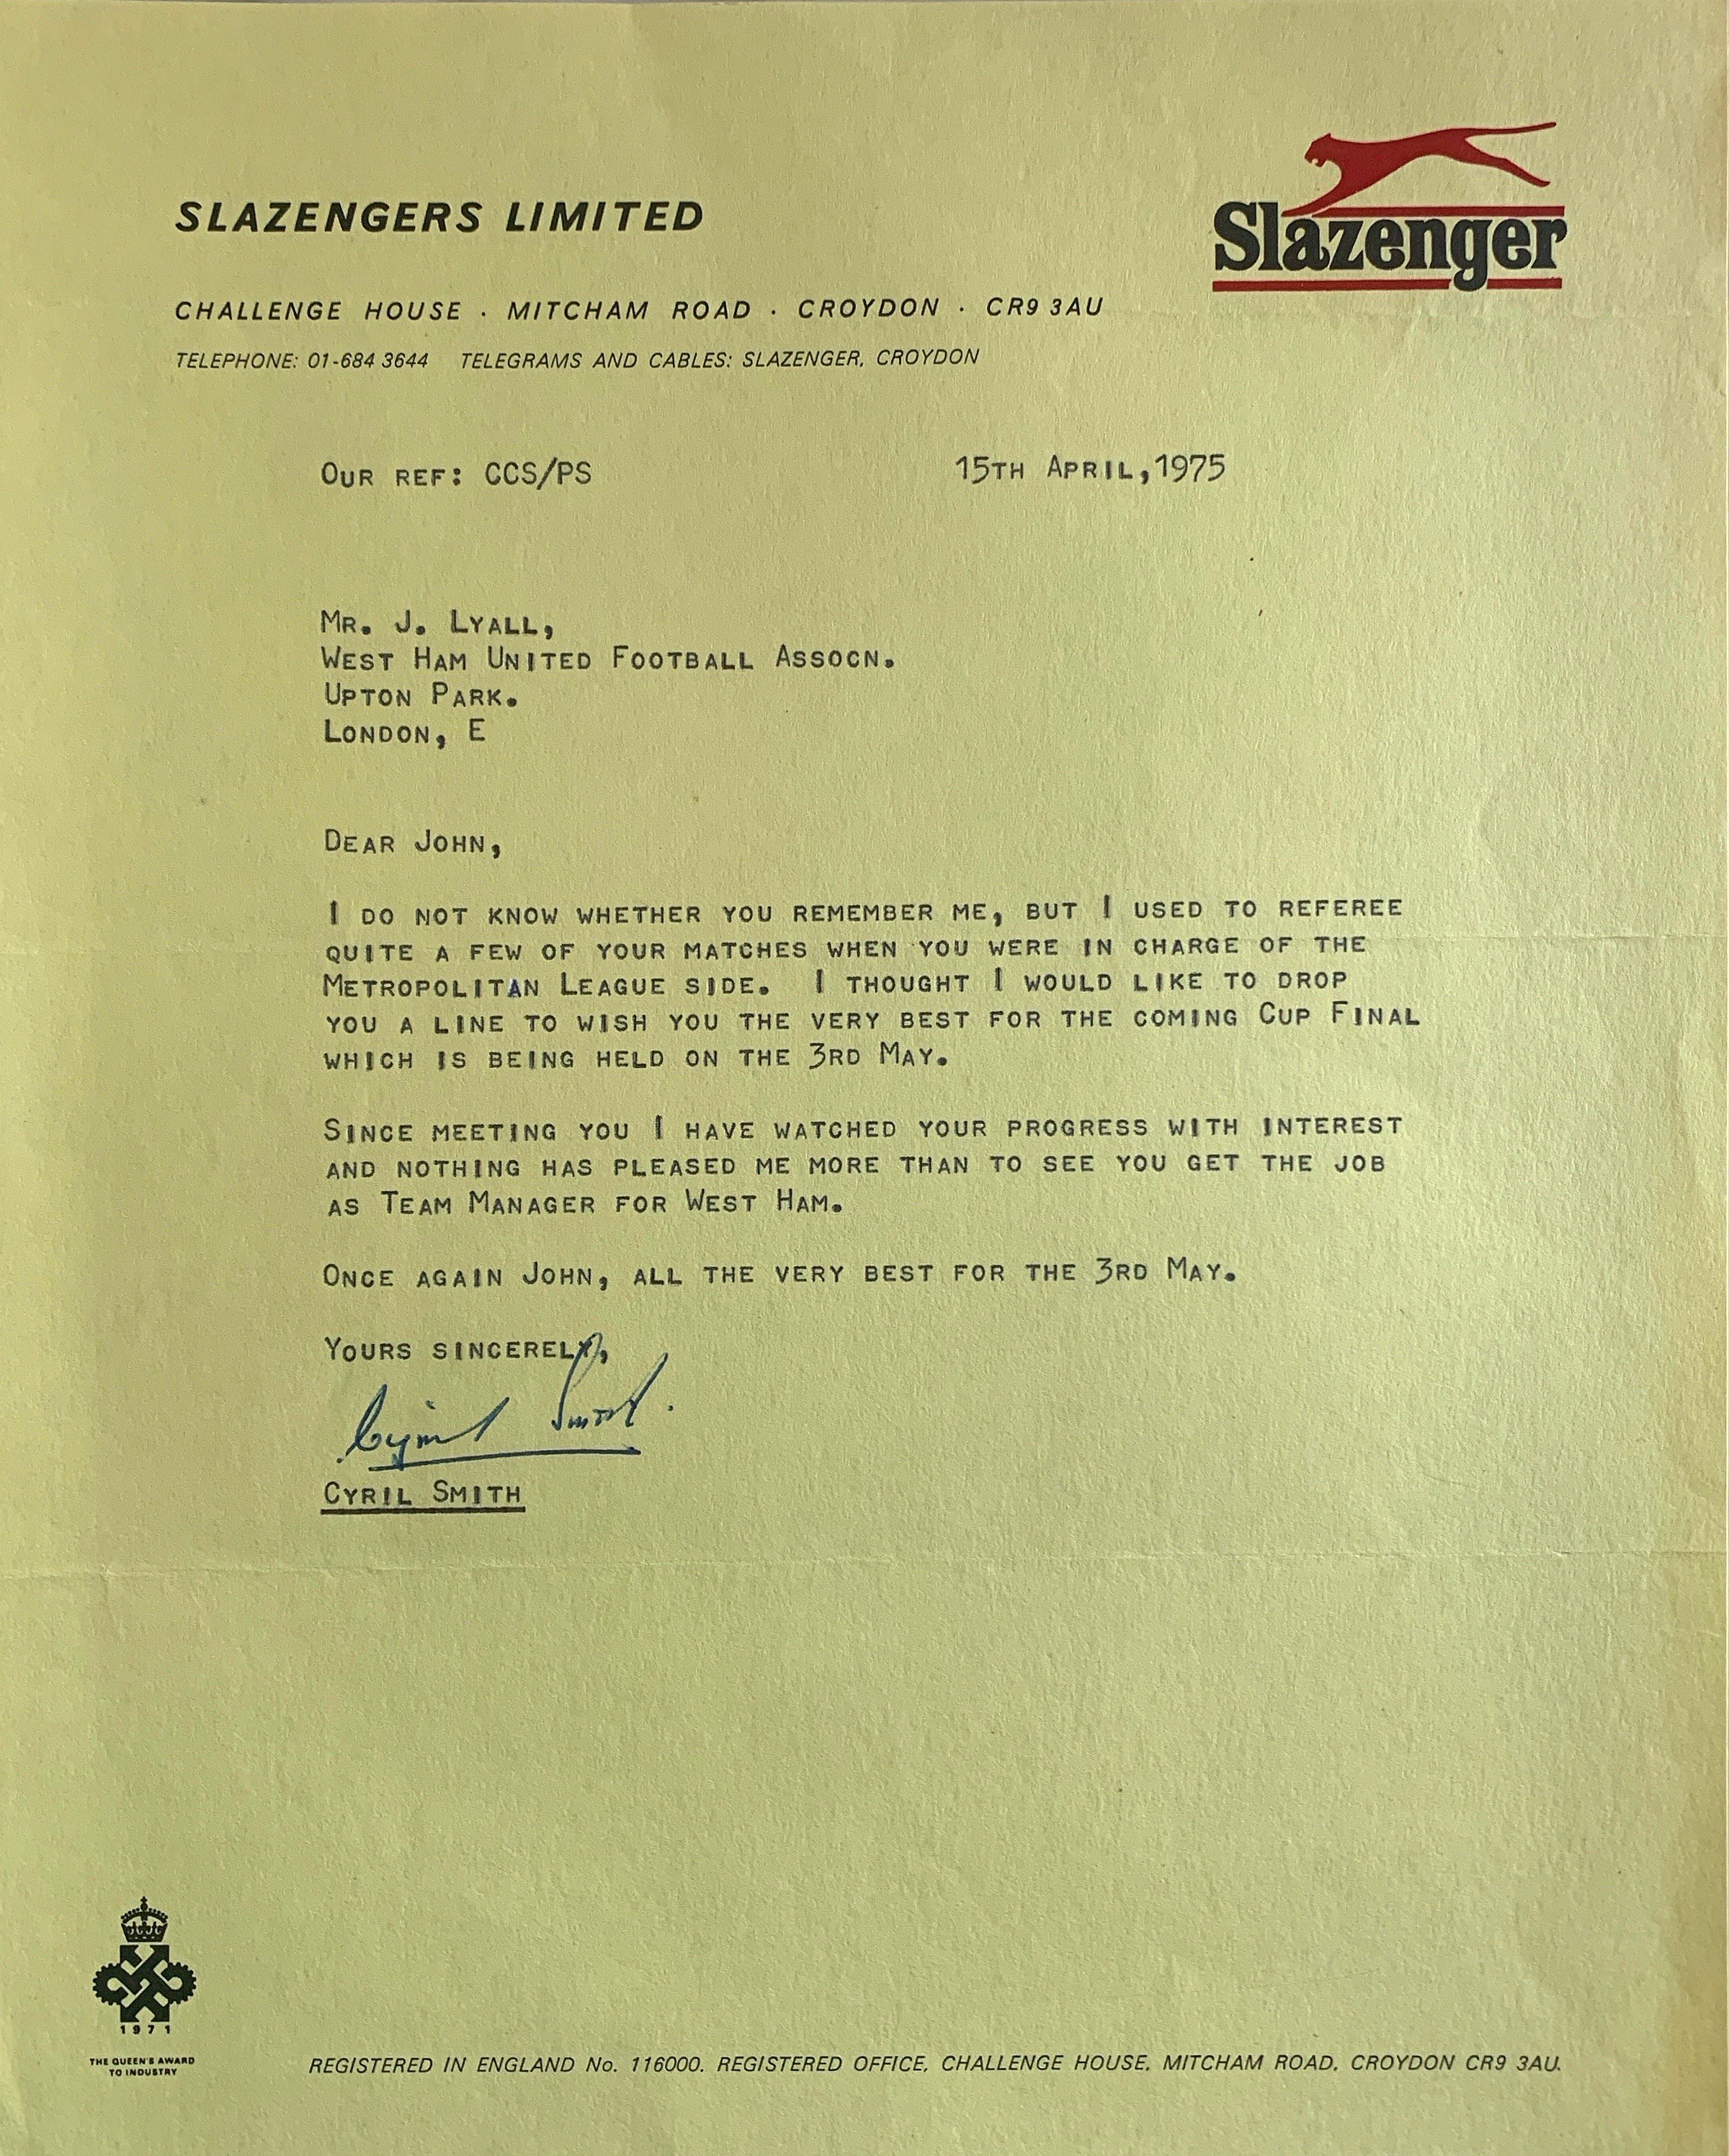 SLAZENGERS LIMITED
Slazenger
CHALLENGE HOUSE · MITCHAM ROAD · CROYDON · CR9 3AU
TELEPHONE: 01-684 3644 TELEGRAMS AND CABLES: SLAZENGER, CROYDON
OUR REF: CCS/PS 15TH APRIL,1975
MR. J. LYALL,
WEST HAM UNITED FOOTBALL ASSOCN.
UPTON PARK.
LONDON, E
DEAR JOHN,
I DO NOT KNOW WHETHER YOU REMEMBER ME, BUT I USED TO REFEREE
QUITE A FEW OF YOUR MATCHES WHEN YOU WERE IN CHARGE OF THE
METROPOLITAN LEAGUE SIDE. I THOUGHT I WOULD LIKE TO DROP
YOU A LINE TO WISH YOU THE VERY BEST FOR THE COMING CUP FINAL
WHICH IS BEING HELD ON THE 3RD MAY.
SINCE MEETING YOU I HAVE WATCHED YOUR PROGRESS WITH INTEREST
AND NOTHING HAS PLEASED ME MORE THAN TO SEE YOU GET THE JOB
AS TEAM MANAGER FOR WEST HAM.
ONCE AGAIN JOHN, ALL THE VERY BEST FOR THE 3RD MAY.
YOURS SINCERELY,
Cyril Smith.
CYRIL SMITH
1971
THE QUEEN'S AWARD
TO INDUSTRY
REGISTERED IN ENGLAND No. 116000. REGISTERED OFFICE, CHALLENGE HOUSE, MITCHAM ROAD, CROYDON CR9 3AU.